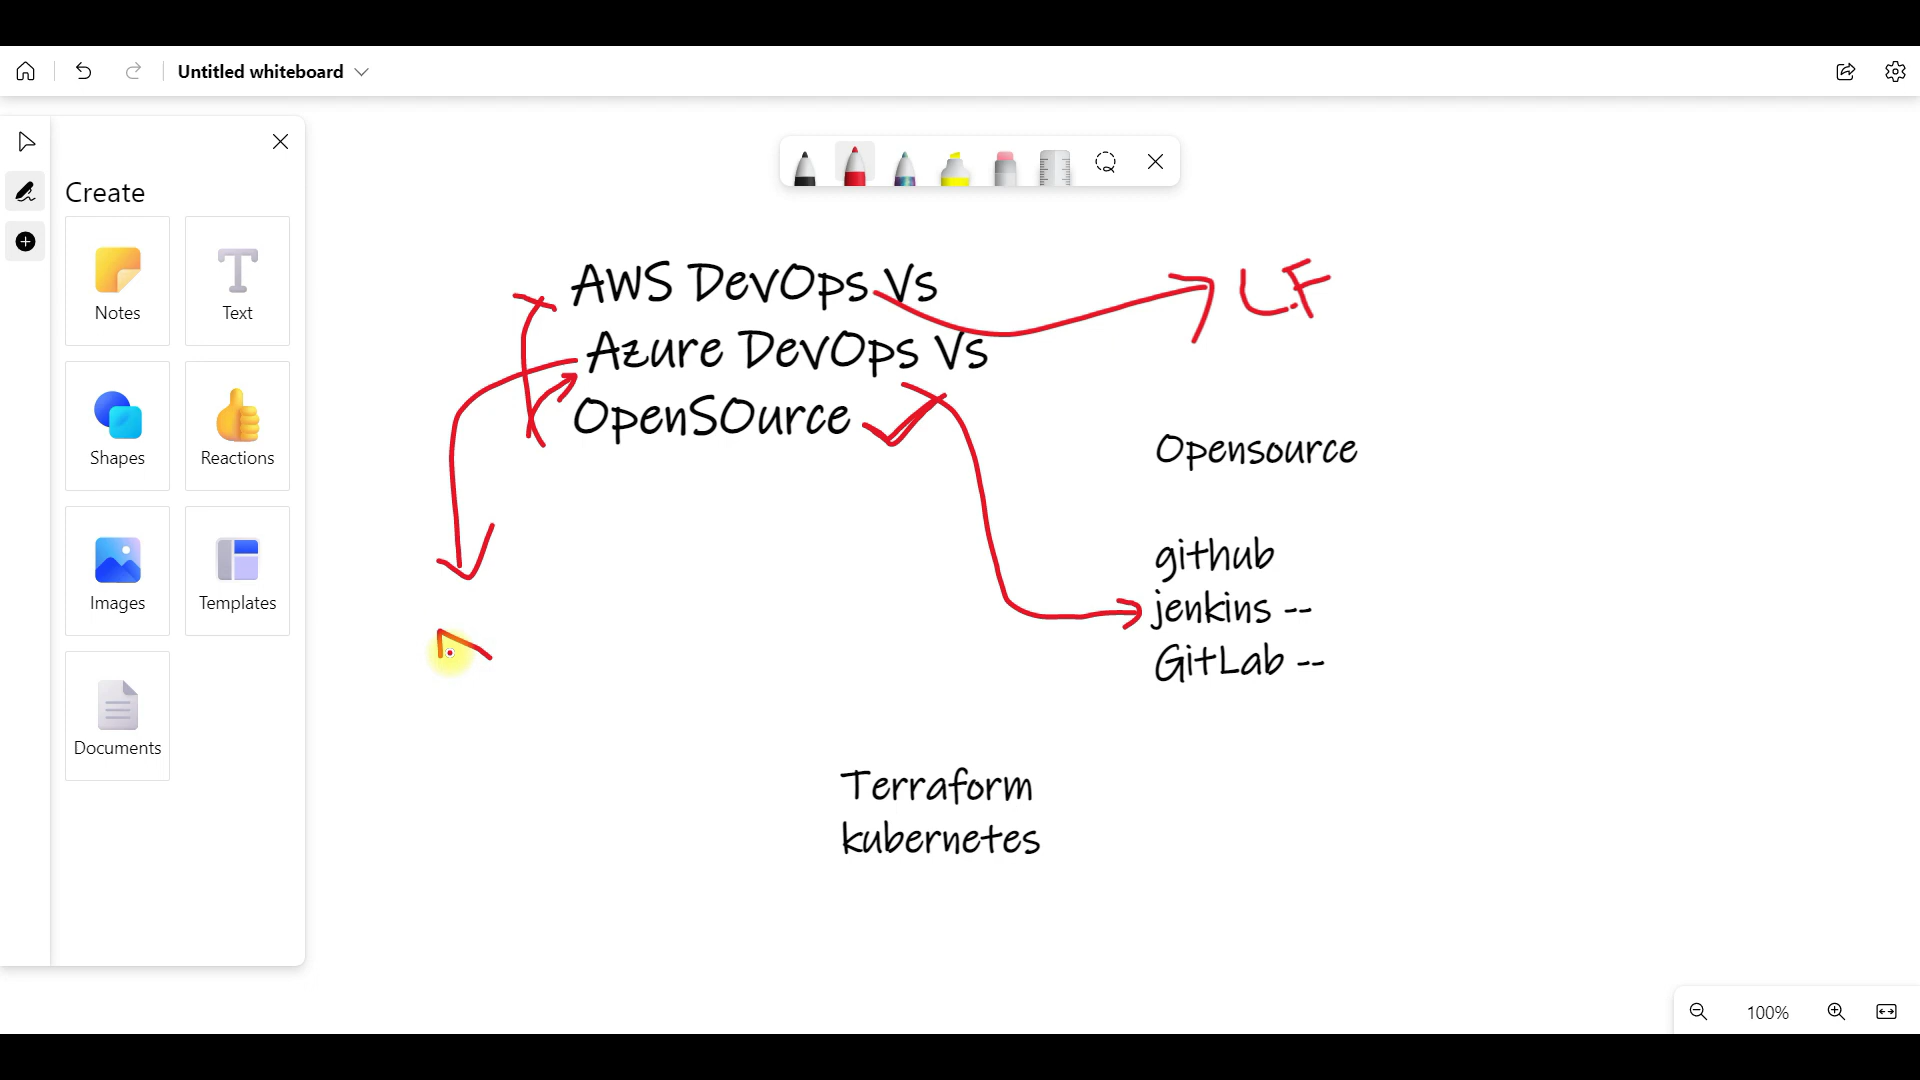 Untitled whiteboard
Create
Notes
Text
Shapes
Reactions
Images
Templates
Documents
AWS DevOps Vs
Azure DevOps Vs
OpenSOurce
L.F
Opensource
github
jenkins --
GitLab --
Terraform
kubernetes
100%